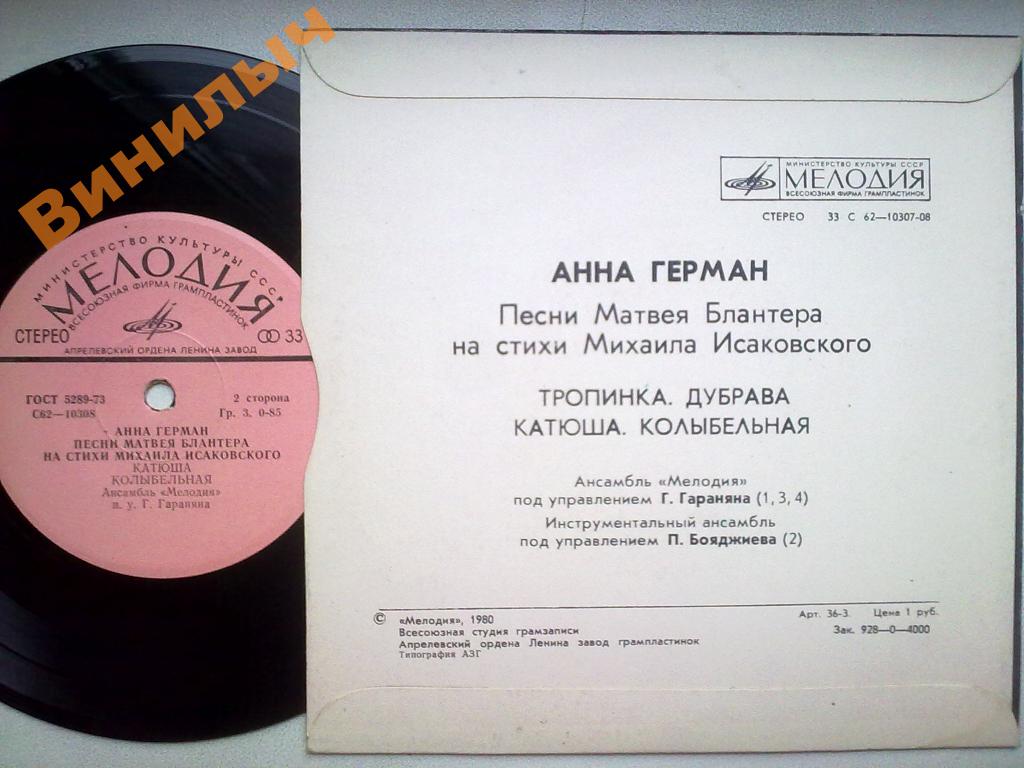 Винилыч
МИНИСТЕРСТВО КУЛЬТУРЫ СССР
МЕЛОДИЯ
ВСЕСОЮЗНАЯ ФИРМА ГРАМПЛАСТИНОК
СТЕРЕО 33
АПРЕЛЕВСКИЙ ОРДЕНА ЛЕНИНА ЗАВОД
ГОСТ 5289-73 2 сторона
С62—10308 Гр. 3. 0-85
АННА ГЕРМАН
ПЕСНИ МАТВЕЯ БЛАНТЕРА
НА СТИХИ МИХАИЛА ИСАКОВСКОГО
КАТЮША
КОЛЫБЕЛЬНАЯ
Ансамбль «Мелодия»
п. у. Г. Гараняна
МИНИСТЕРСТВО КУЛЬТУРЫ СССР
МЕЛОДИЯ
ВСЕСОЮЗНАЯ ФИРМА ГРАМПЛАСТИНОК
СТЕРЕО 33 С 62—10307-08
АННА ГЕРМАН
Песни Матвея Блантера
на стихи Михаила Исаковского
ТРОПИНКА. ДУБРАВА
КАТЮША. КОЛЫБЕЛЬНАЯ
Ансамбль «Мелодия»
под управлением Г. Гараняна (1, 3, 4)
Инструментальный ансамбль
под управлением П. Бояджиева (2)
© «Мелодия», 1980 Арт. 36-3. Цена 1 руб.
Всесоюзная студия грамзаписи Зак. 928—0—4000
Апрелевский ордена Ленина завод грампластинок
Типография АЗГ